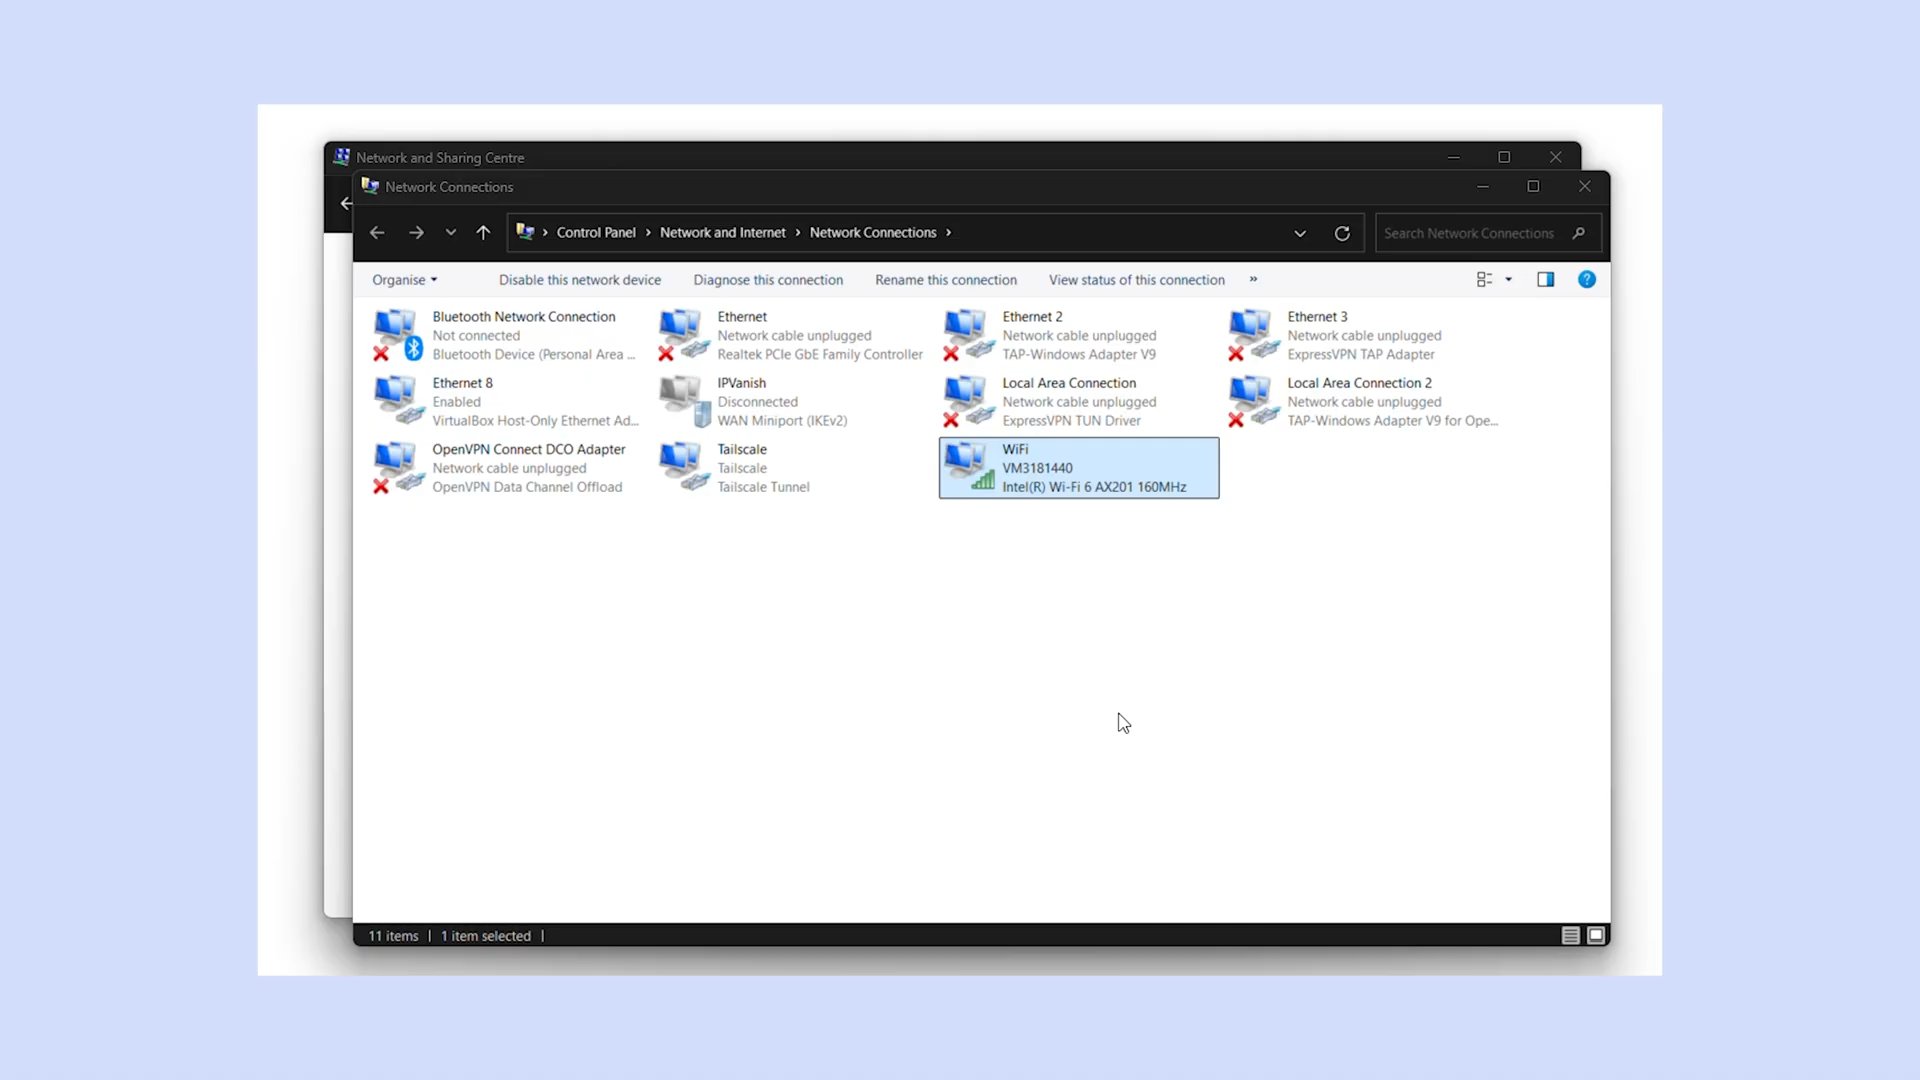 Network and Sharing Centre
Network Connections
Control Panel > Network and Internet > Network Connections >
Search Network Connections
Organise Disable this network device Diagnose this connection Rename this connection View status of this connection »
Bluetooth Network Connection
Not connected
Bluetooth Device (Personal Area ...
Ethernet
Network cable unplugged
Realtek PCIe GbE Family Controller
Ethernet 2
Network cable unplugged
TAP-Windows Adapter V9
Ethernet 3
Network cable unplugged
ExpressVPN TAP Adapter
Ethernet 8
Enabled
VirtualBox Host-Only Ethernet Ad...
IPVanish
Disconnected
WAN Miniport (IKEv2)
Local Area Connection
Network cable unplugged
ExpressVPN TUN Driver
Local Area Connection 2
Network cable unplugged
TAP-Windows Adapter V9 for Ope...
OpenVPN Connect DCO Adapter
Network cable unplugged
OpenVPN Data Channel Offload
Tailscale
Tailscale
Tailscale Tunnel
WiFi
VM3181440
Intel(R) Wi-Fi 6 AX201 160MHz
11 items | 1 item selected |